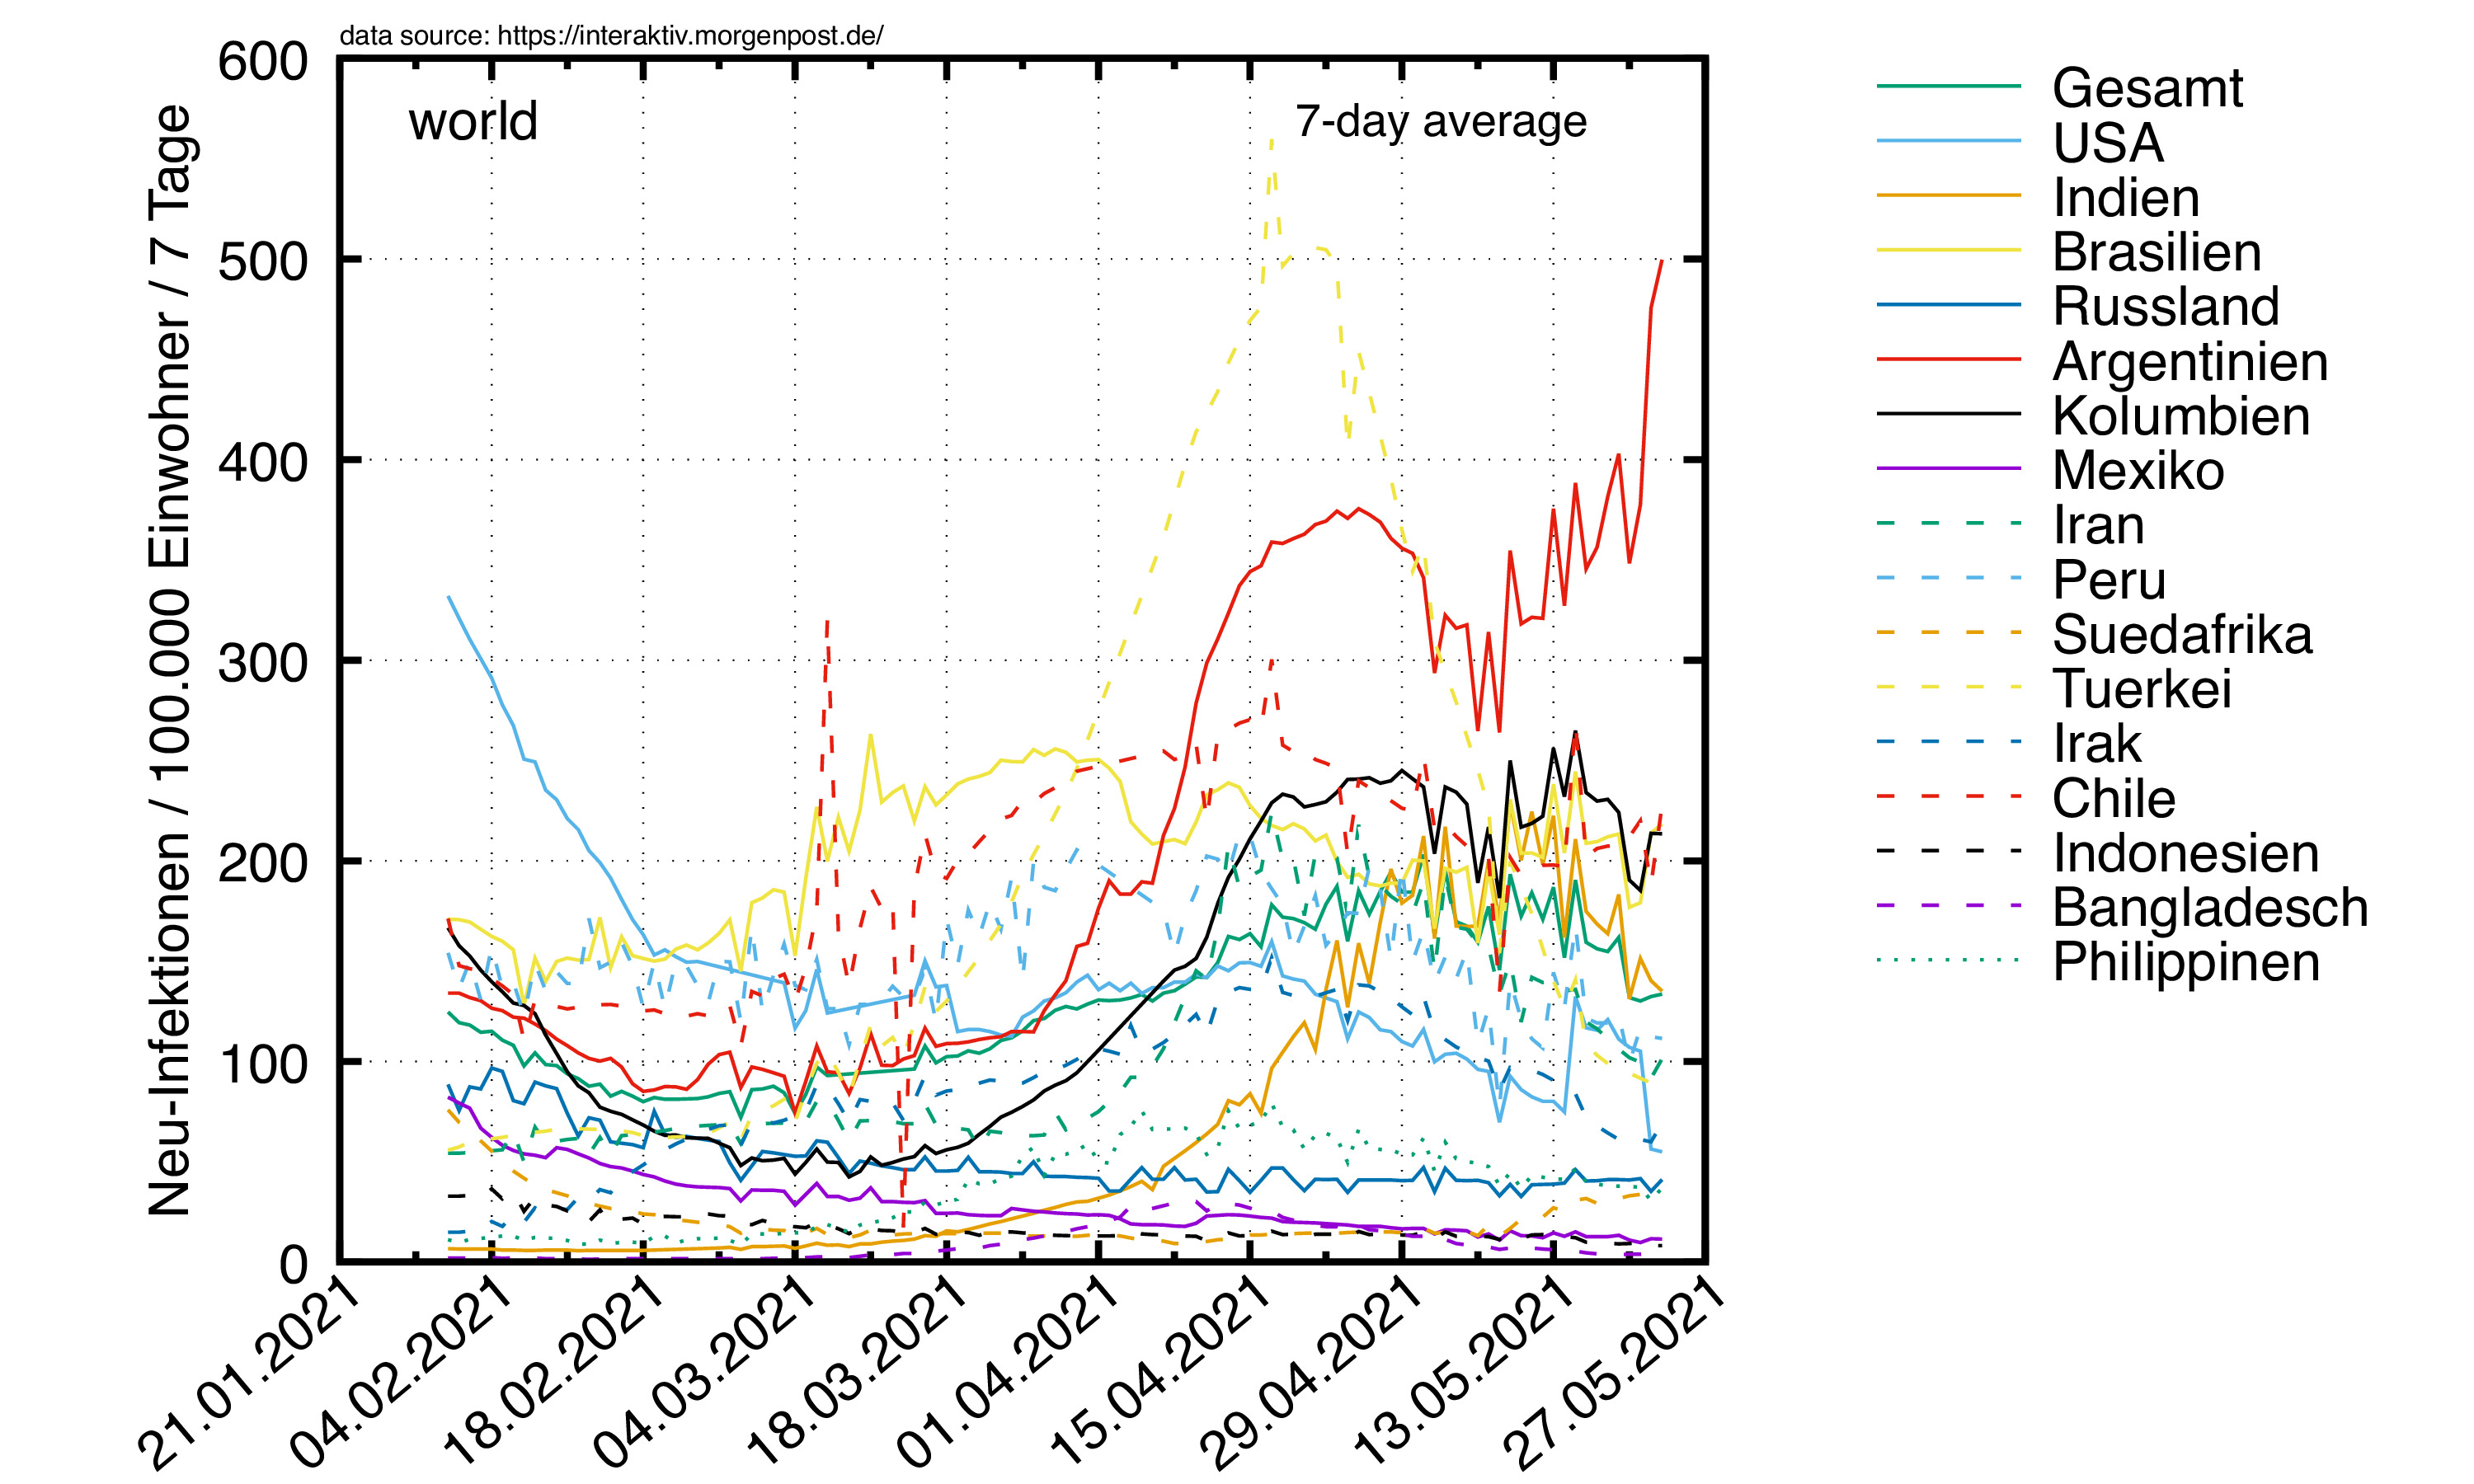 data source: https://interaktiv.morgenpost.de/
world
7-day average
Neu-Infektionen / 100.000 Einwohner / 7 Tage
600
500
400
300
200
100
0
21.01.2021
04.02.2021
18.02.2021
04.03.2021
18.03.2021
01.04.2021
15.04.2021
29.04.2021
13.05.2021
27.05.2021
Gesamt
USA
Indien
Brasilien
Russland
Argentinien
Kolumbien
Mexiko
Iran
Peru
Suedafrika
Tuerkei
Irak
Chile
Indonesien
Bangladesch
Philippinen